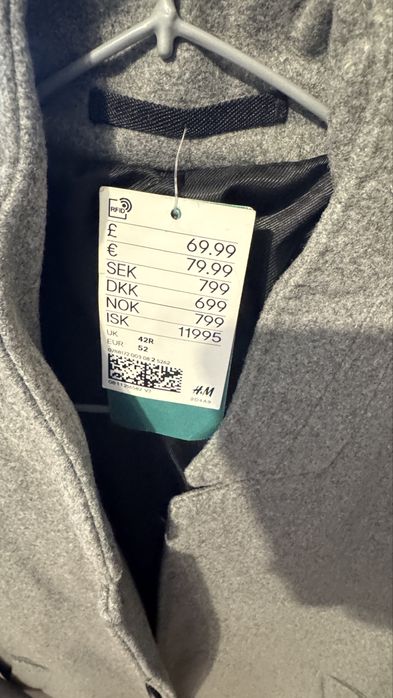 RFID
£ 69.99
€ 79.99
SEK 799
DKK 699
NOK 799
ISK 11995
UK 42R
EUR 52
H&M